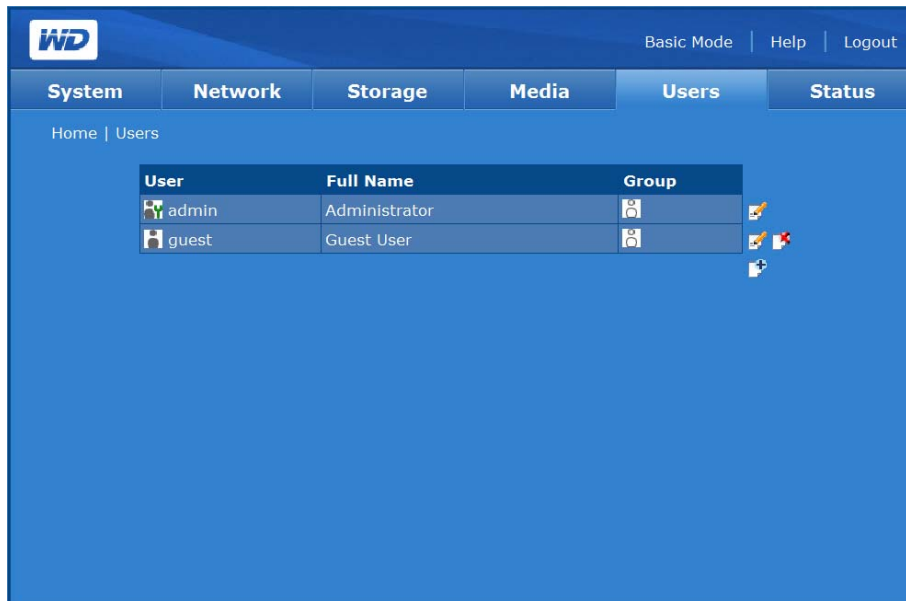 WD
Basic Mode | Help | Logout
System Network Storage Media Users Status
Home | Users
User Full Name Group
admin Administrator
guest Guest User